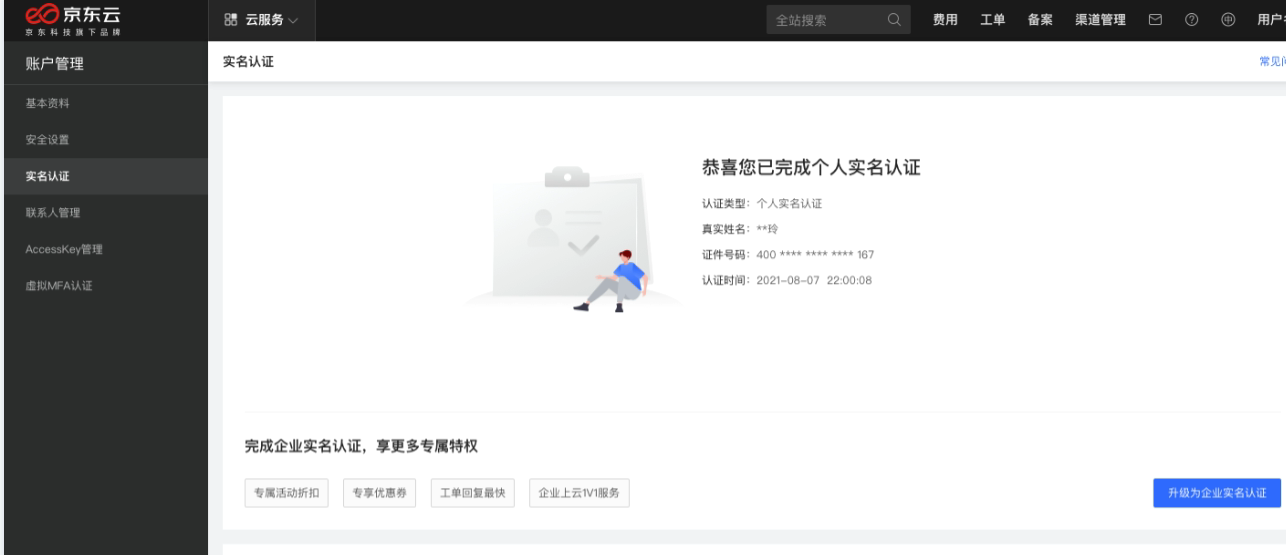 京东云
京东科技旗下品牌
云服务
全站搜索
费用 工单 备案 渠道管理 中 用户
账户管理
基本资料
安全设置
实名认证
联系人管理
AccessKey管理
虚拟MFA认证
实名认证
常见
恭喜您已完成个人实名认证
认证类型：个人实名认证
真实姓名：**玲
证件号码：400 **** **** **** 167
认证时间：2021-08-07 22:00:08
完成企业实名认证，享更多专属特权
专属活动折扣 专享优惠券 工单回复最快 企业上云1V1服务
升级为企业实名认证